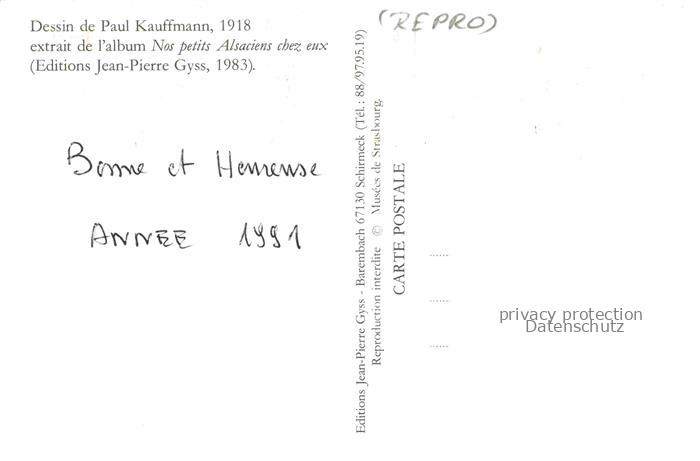 Dessin de Paul Kauffmann, 1918
extrait de l'album Nos petits Alsaciens chez eux
(Editions Jean-Pierre Gyss, 1983).
Bonne et Heureuse
ANNEE 1991
Editions Jean-Pierre Gyss - Barembach 67130 Schirmeck (Tél.: 88/97.95.19)
Reproduction interdite © Musées de Strasbourg.
CARTE POSTALE
(REPRO)
privacy protection
Datenschutz